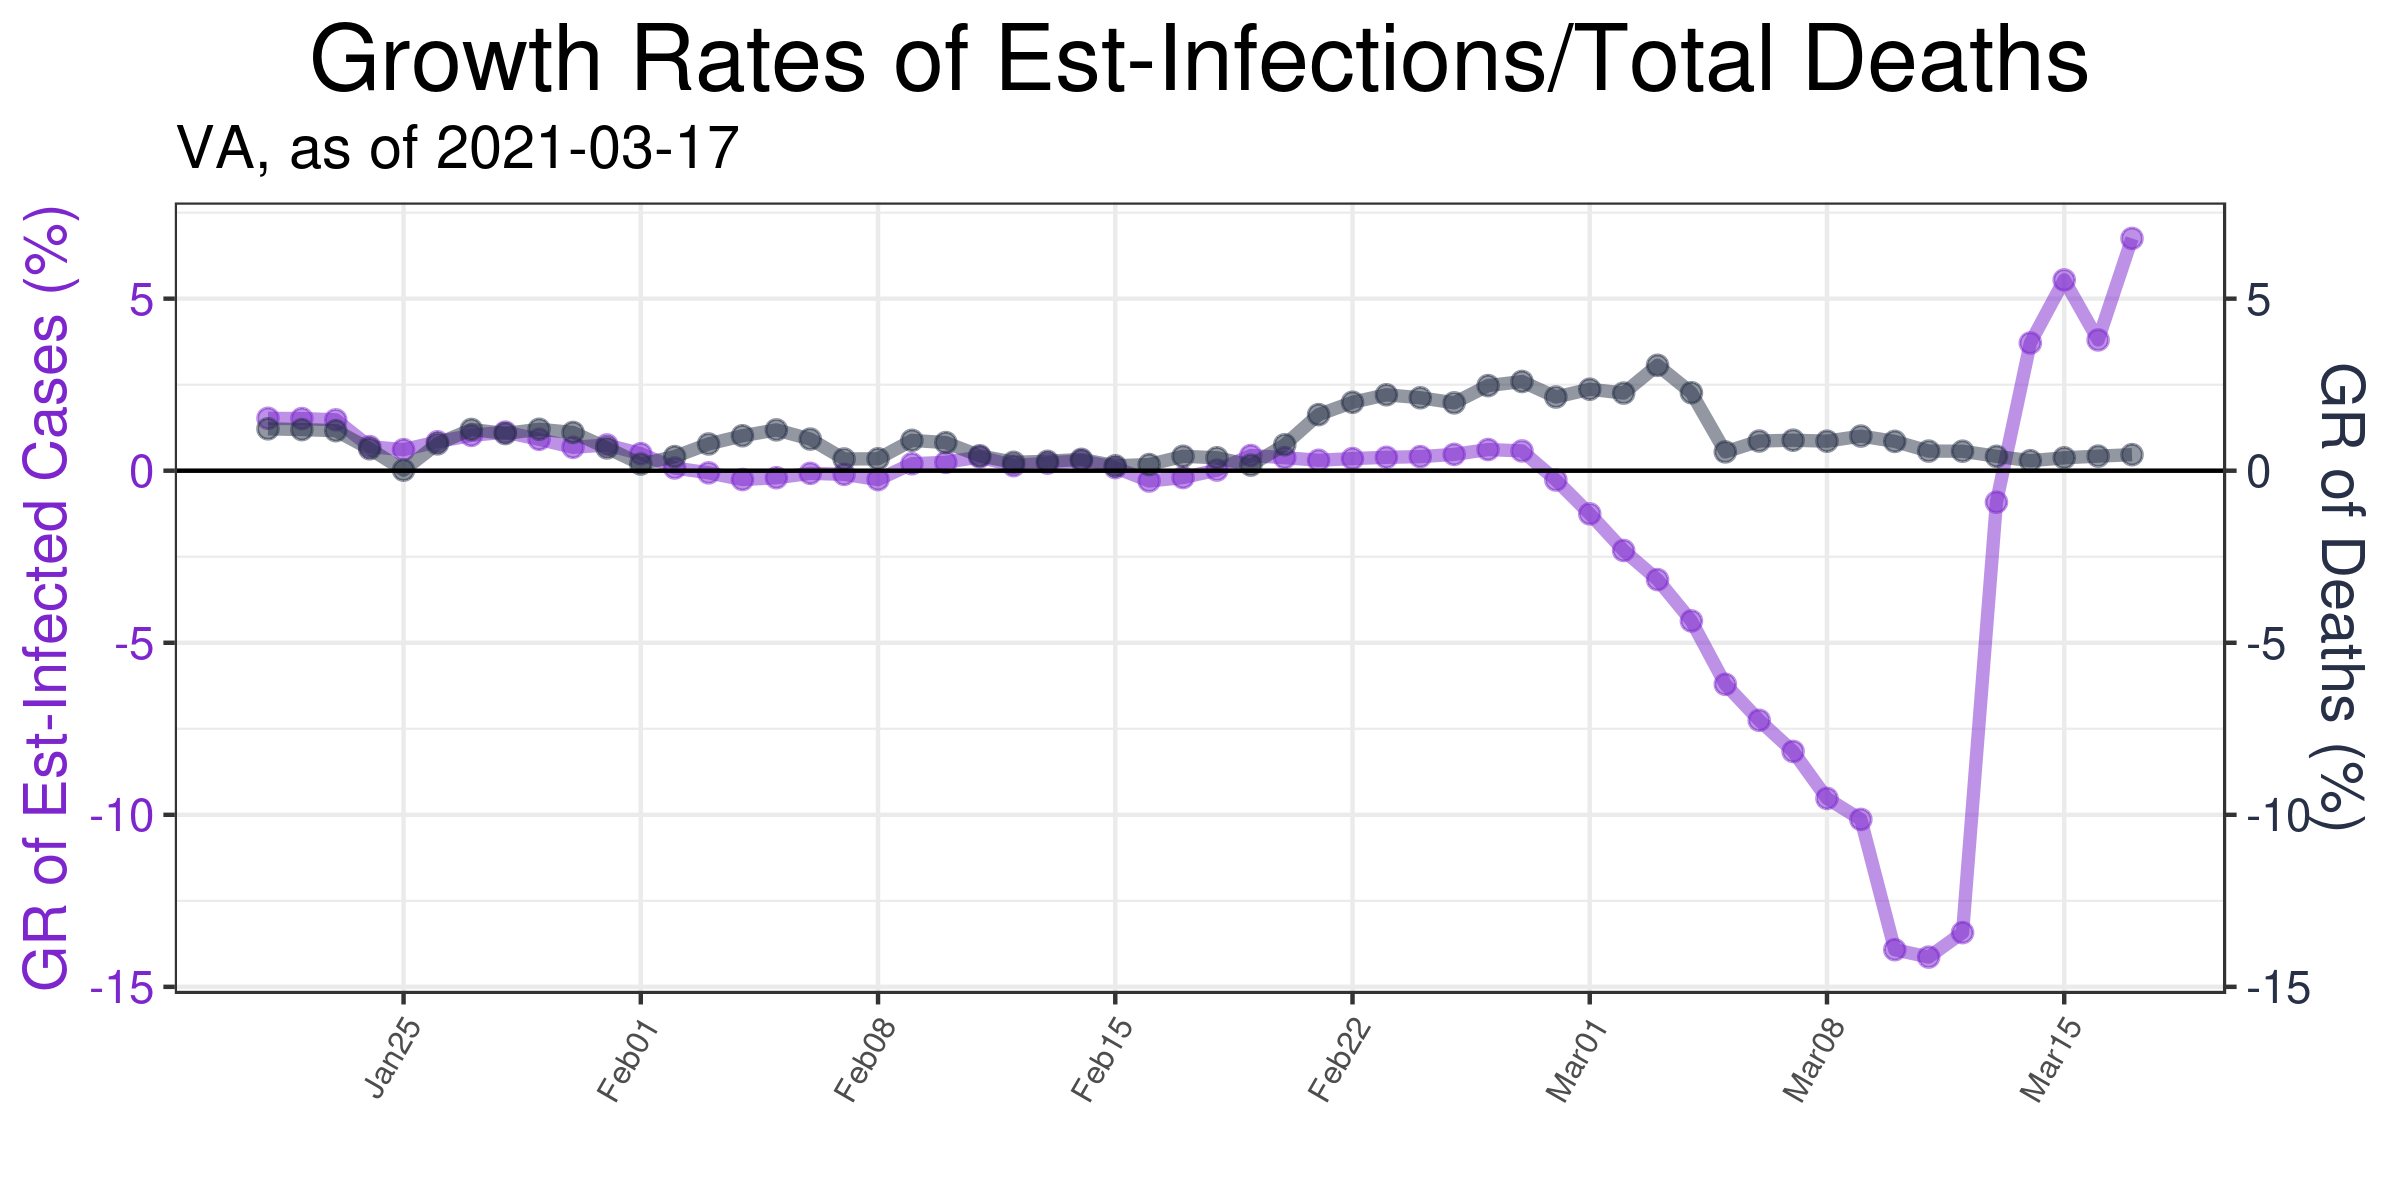 Growth Rates of Est-Infections/Total Deaths
VA, as of 2021-03-17
GR of Est-Infected Cases (%)
5
0
-5
-10
-15
5
0
-5
-10
-15
GR of Deaths (%)
Jan25
Feb01
Feb08
Feb15
Feb22
Mar01
Mar08
Mar15